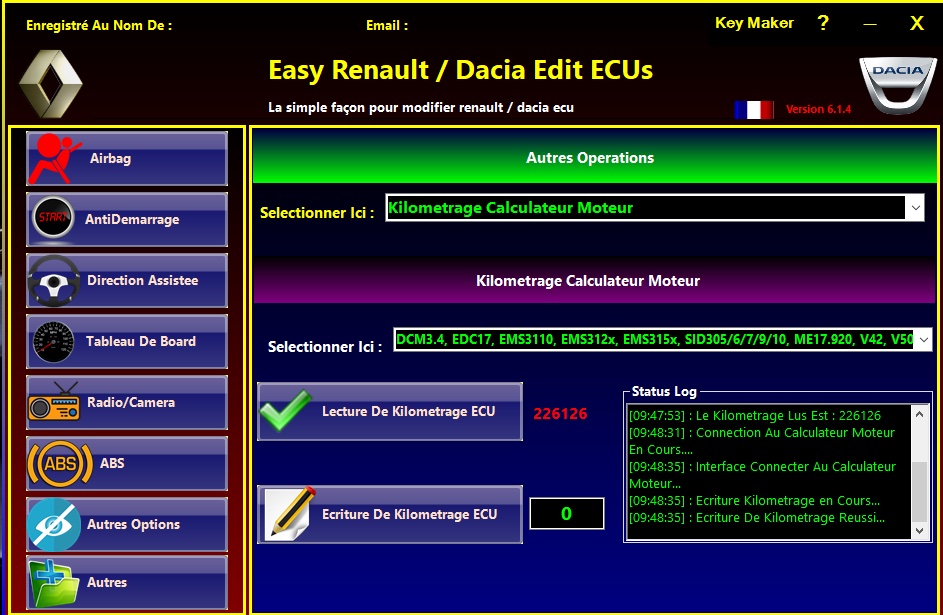 Enregistré Au Nom De :
Email :
Key Maker ? — X
Easy Renault / Dacia Edit ECUs
DACIA
La simple façon pour modifier renault / dacia ecu
Version 6.1.4
Airbag
START
AntiDemarrage
Direction Assistee
Tableau De Board
Radio/Camera
ABS
ABS
Autres Options
Autres
Autres Operations
Selectionner Ici :
Kilometrage Calculateur Moteur
Kilometrage Calculateur Moteur
Selectionner Ici :
DCM3.4, EDC17, EMS3110, EMS312x, EMS315x, SID305/6/7/9/10, ME17.920, V42, V50
Lecture De Kilometrage ECU
226126
Ecriture De Kilometrage ECU
0
Status Log
[09:47:53] : Le Kilometrage Lus Est : 226126
[09:48:31] : Connection Au Calculateur Moteur
En Cours....
[09:48:35] : Interface Connecter Au Calculateur
Moteur...
[09:48:35] : Ecriture Kilometrage en Cours...
[09:48:35] : Ecriture De Kilometrage Reussi...